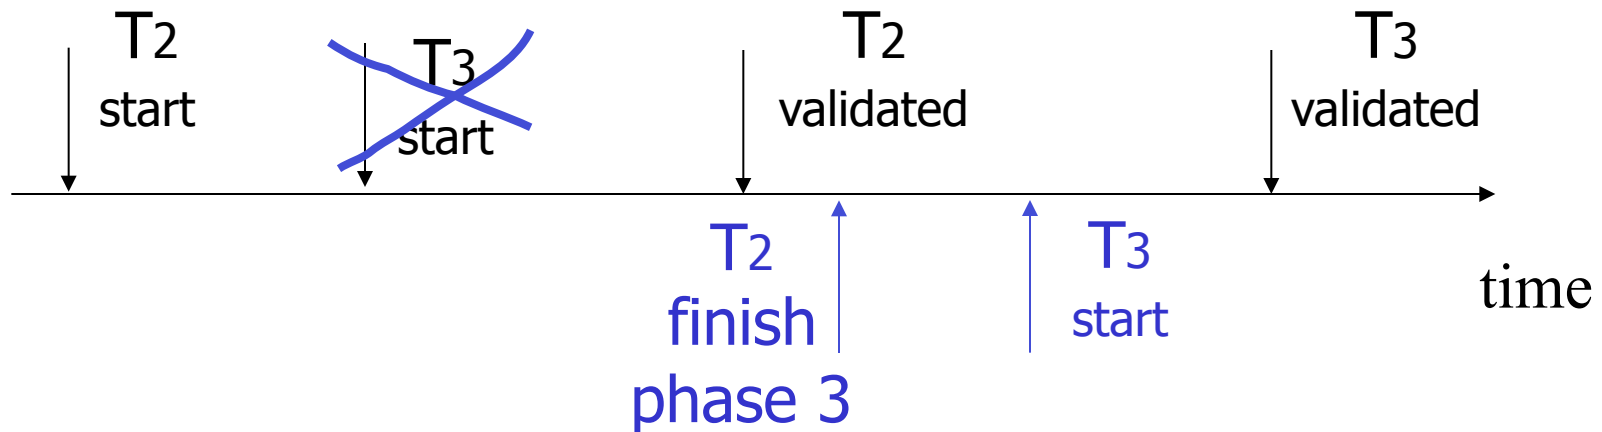 T2
start
T3
start
T2
validated
T3
validated
T2
finish
phase 3
T3
start
time